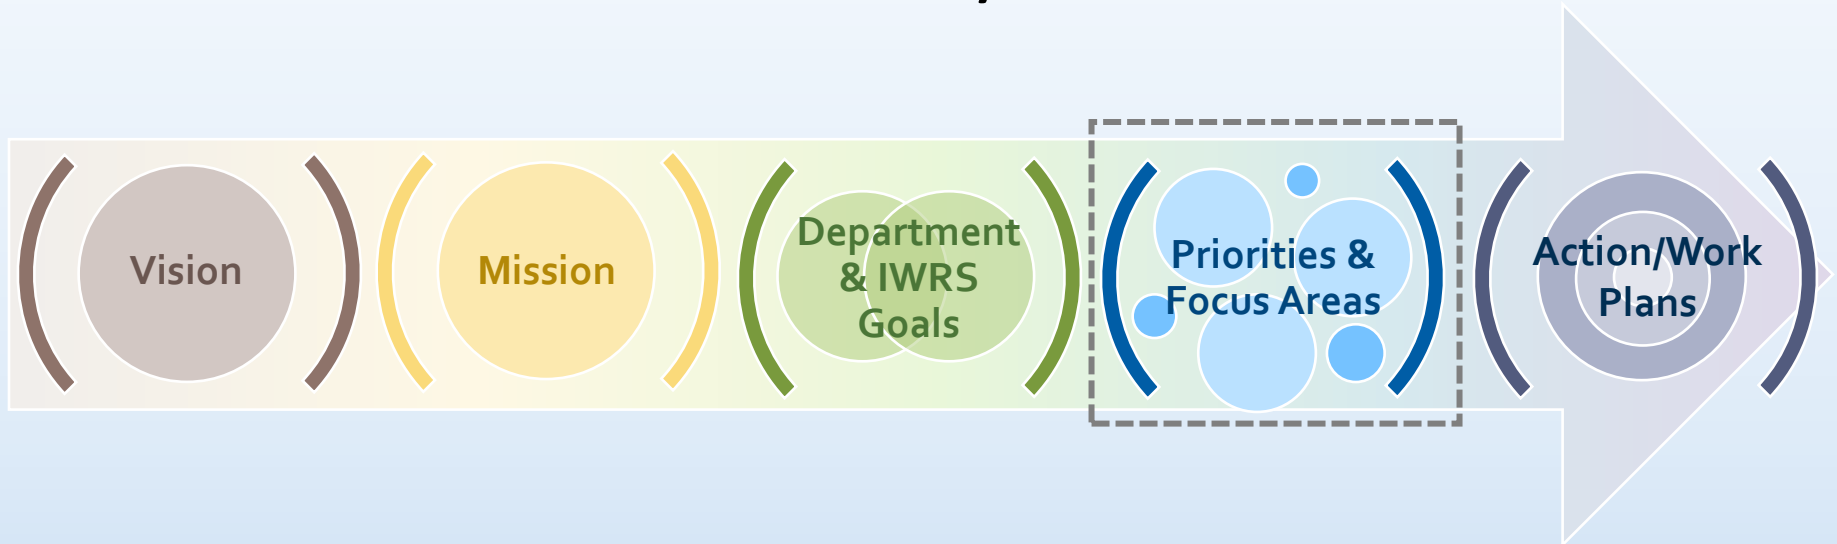 Vision
Mission
Department
& IWRS
Goals
Priorities &
Focus Areas
Action/Work
Plans